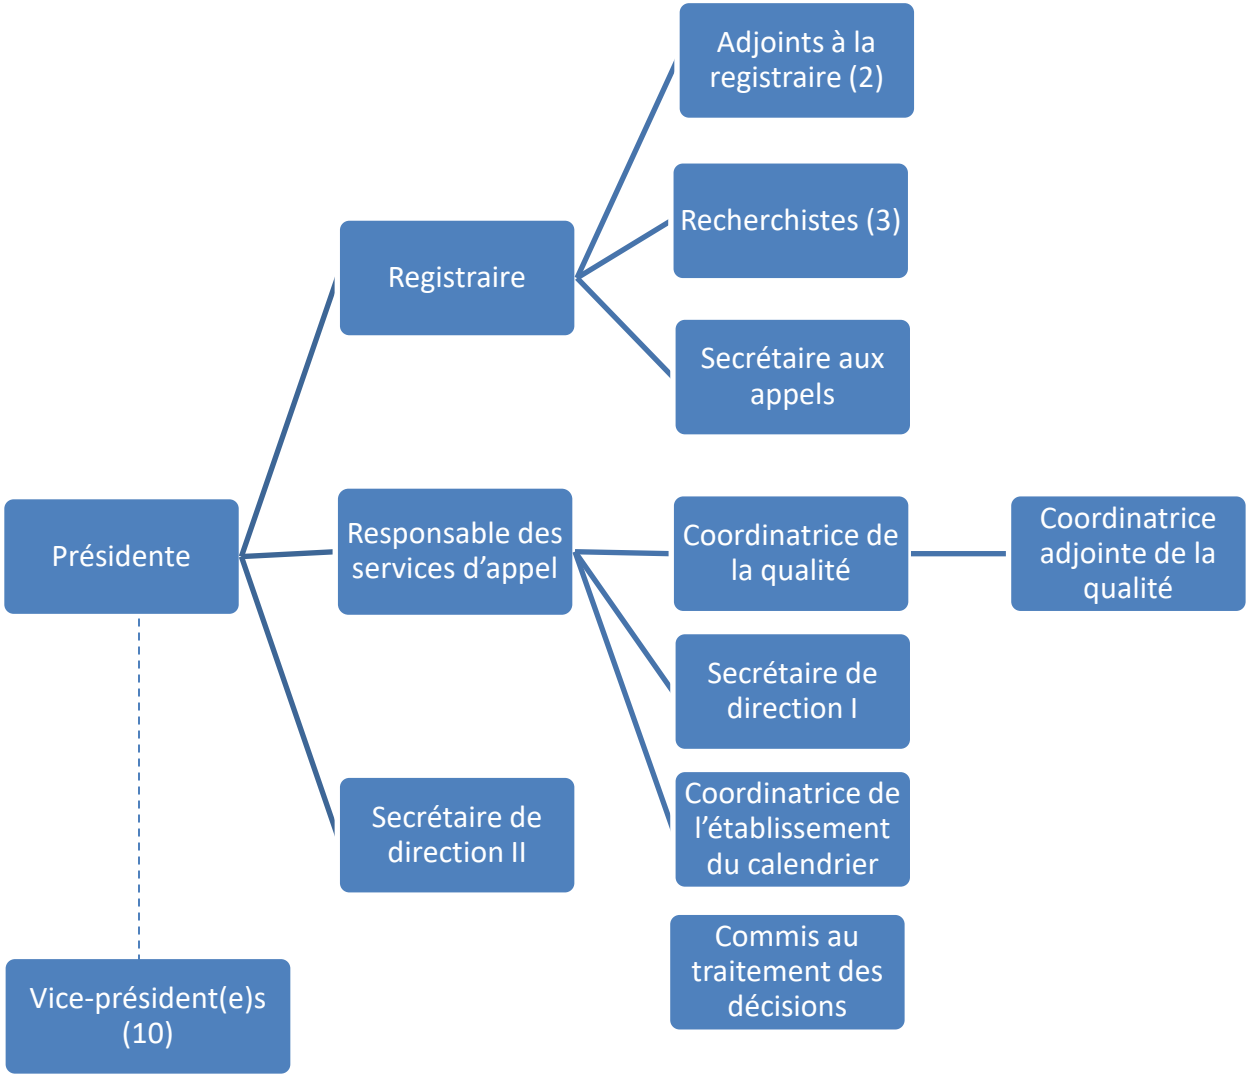 Adjoints à la
registraire (2)
Recherchistes (3)
Registraire
Secrétaire aux
appels
Présidente
Responsable des
services d’appel
Coordinatrice de
la qualité
Coordinatrice
adjointe de la
qualité
Secrétaire de
direction I
Secrétaire de
direction II
Coordinatrice de
l’établissement
du calendrier
Commis au
traitement des
décisions
Vice-président(e)s
(10)